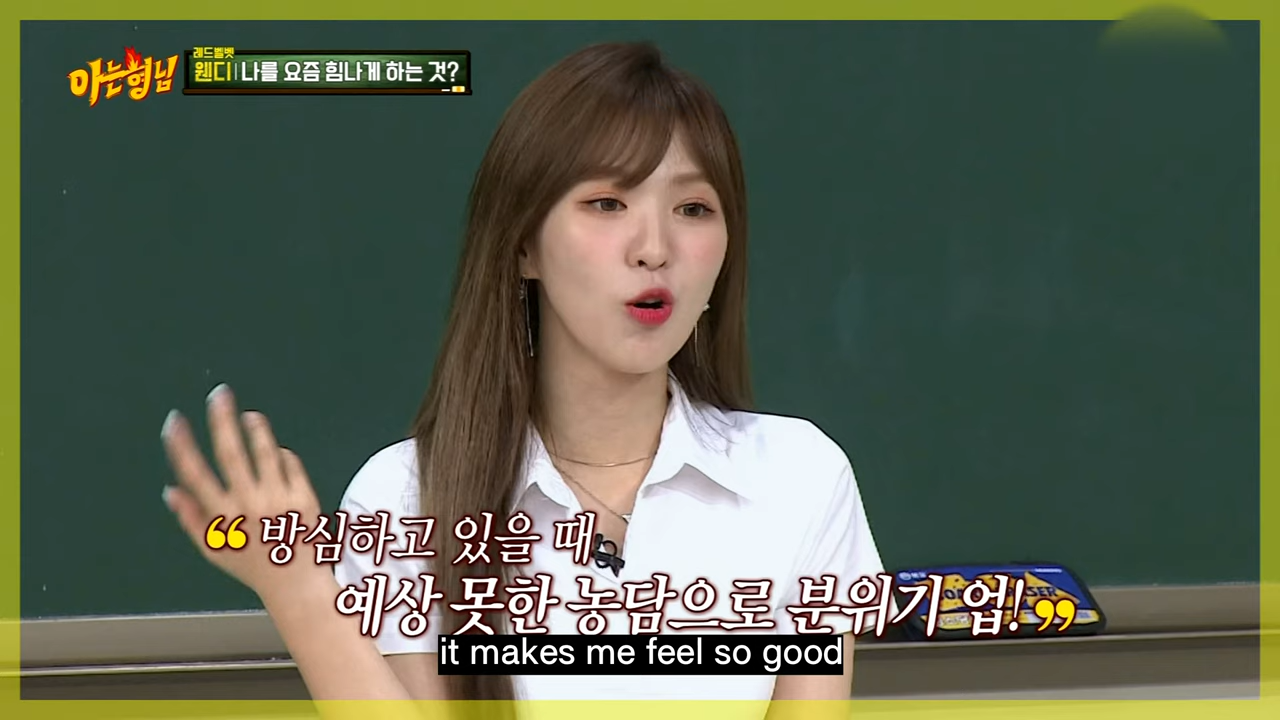 아는형님
레드벨벳
웬디 나를 요즘 힘나게 하는 것?
“방심하고 있을 때
예상 못한 농담으로 분위기 업!”
it makes me feel so good